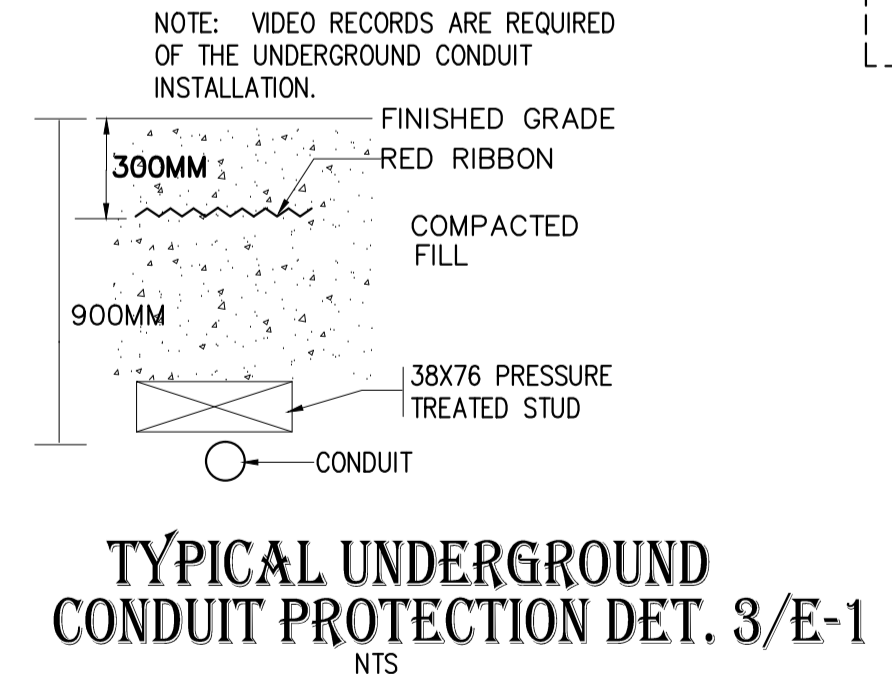 NOTE: VIDEO RECORDS ARE REQUIRED
OF THE UNDERGROUND CONDUIT
INSTALLATION.
FINISHED GRADE
300MM
RED RIBBON
COMPACTED
FILL
900MM
38X76 PRESSURE
TREATED STUD
CONDUIT
TYPICAL UNDERGROUND
CONDUIT PROTECTION DET. 3/E-1
NTS